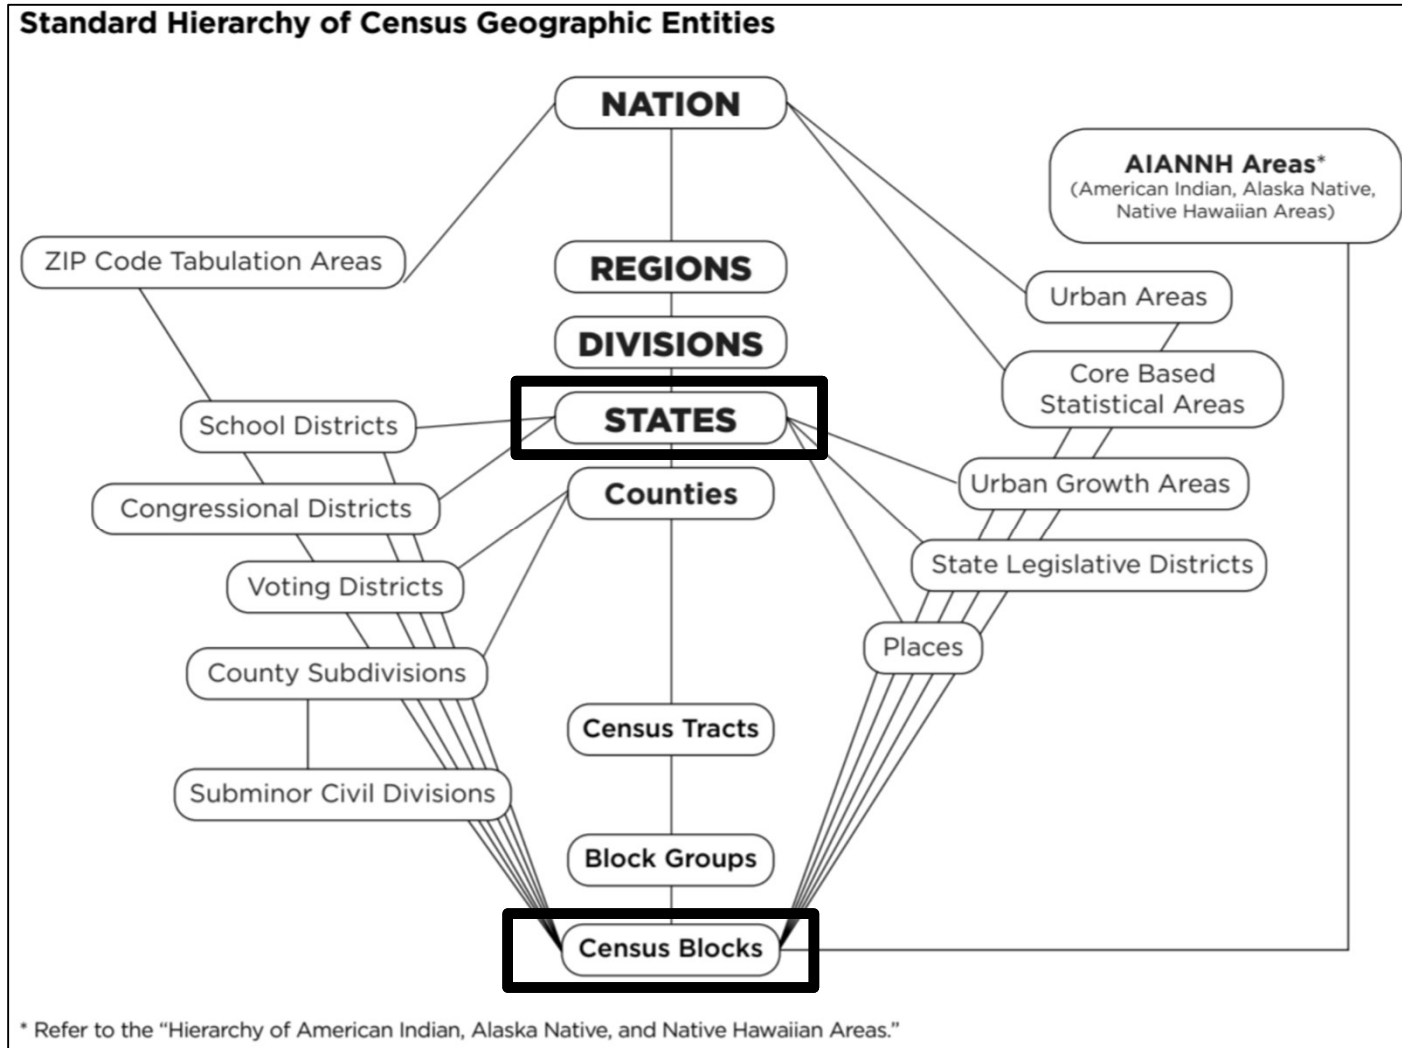 Standard Hierarchy of Census Geographic Entities
NATION
AIANNH Areas*
(American Indian, Alaska Native,
Native Hawaiian Areas)
ZIP Code Tabulation Areas
REGIONS
Urban Areas
DIVISIONS
Core Based
Statistical Areas
School Districts
STATES
Congressional Districts
Counties
Urban Growth Areas
State Legislative Districts
Voting Districts
Places
County Subdivisions
Census Tracts
Subminor Civil Divisions
Block Groups
Census Blocks
* Refer to the “Hierarchy of American Indian, Alaska Native, and Native Hawaiian Areas.”